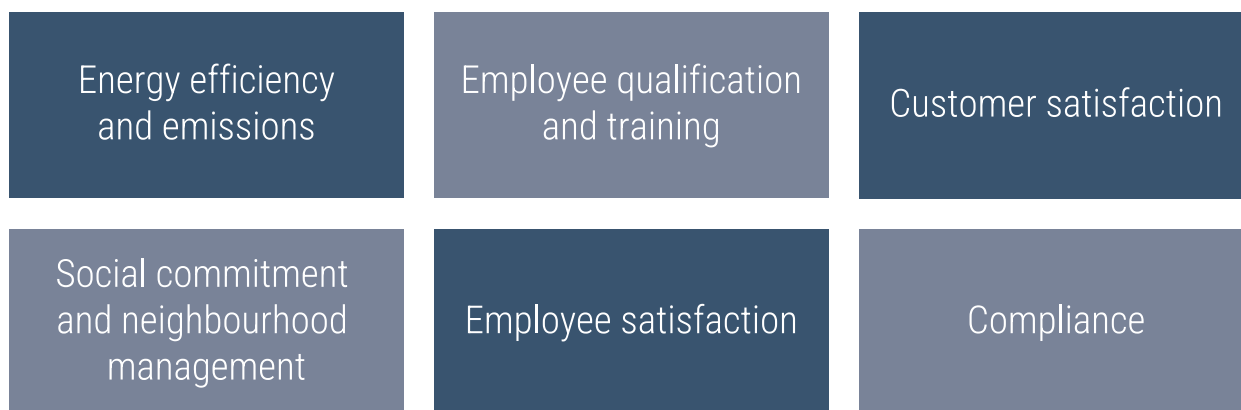 Energy efficiency
and emissions
Employee qualification
and training
Customer satisfaction
Social commitment
and neighbourhood
management
Employee satisfaction
Compliance